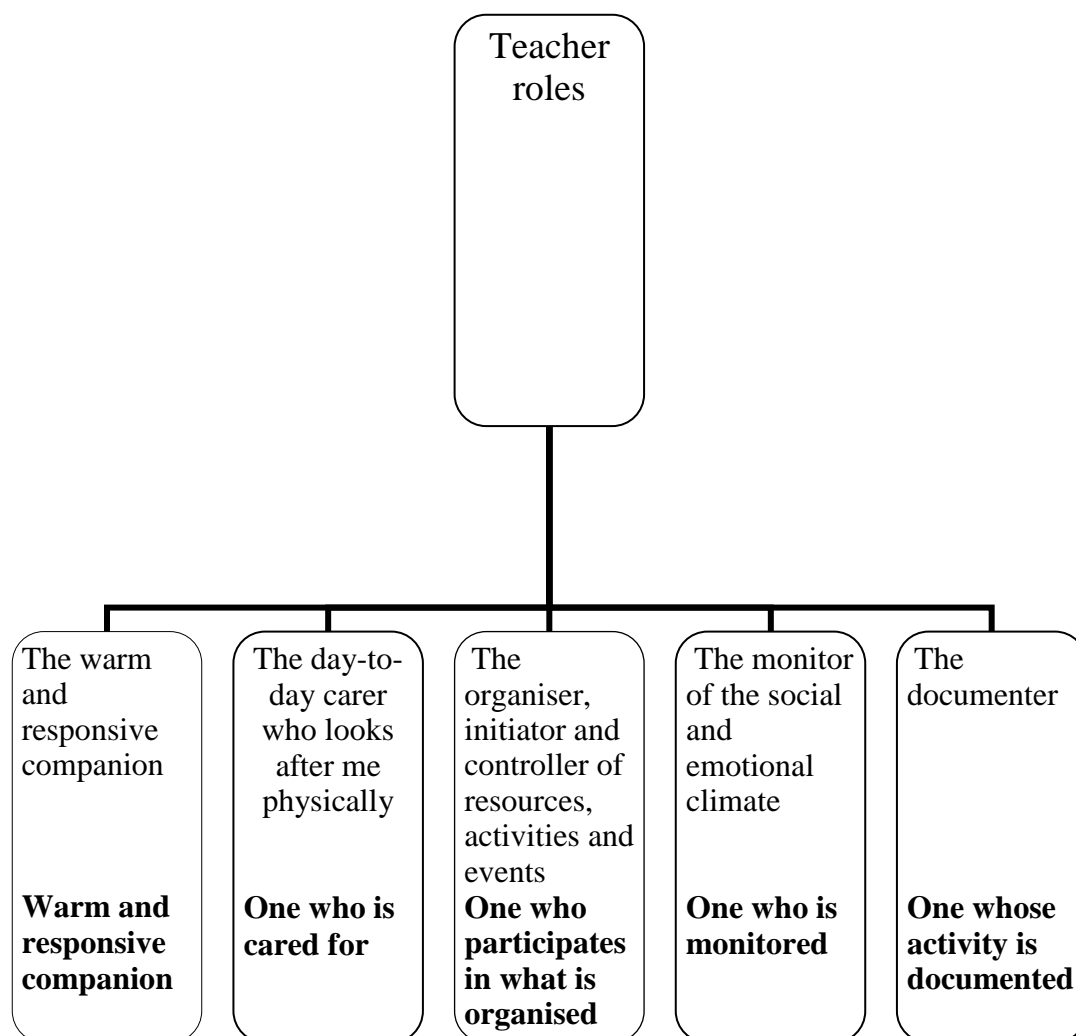 Teacher
roles
The warm
and
responsive
companion
Warm and
responsive
companion
The day-to-
day carer
who looks
after me
physically
One who is
cared for
The
organiser,
initiator and
controller of
resources,
activities and
events
One who
participates
in what is
organised
The monitor
of the social
and
emotional
climate
One who is
monitored
The
documenter
One whose
activity is
documented